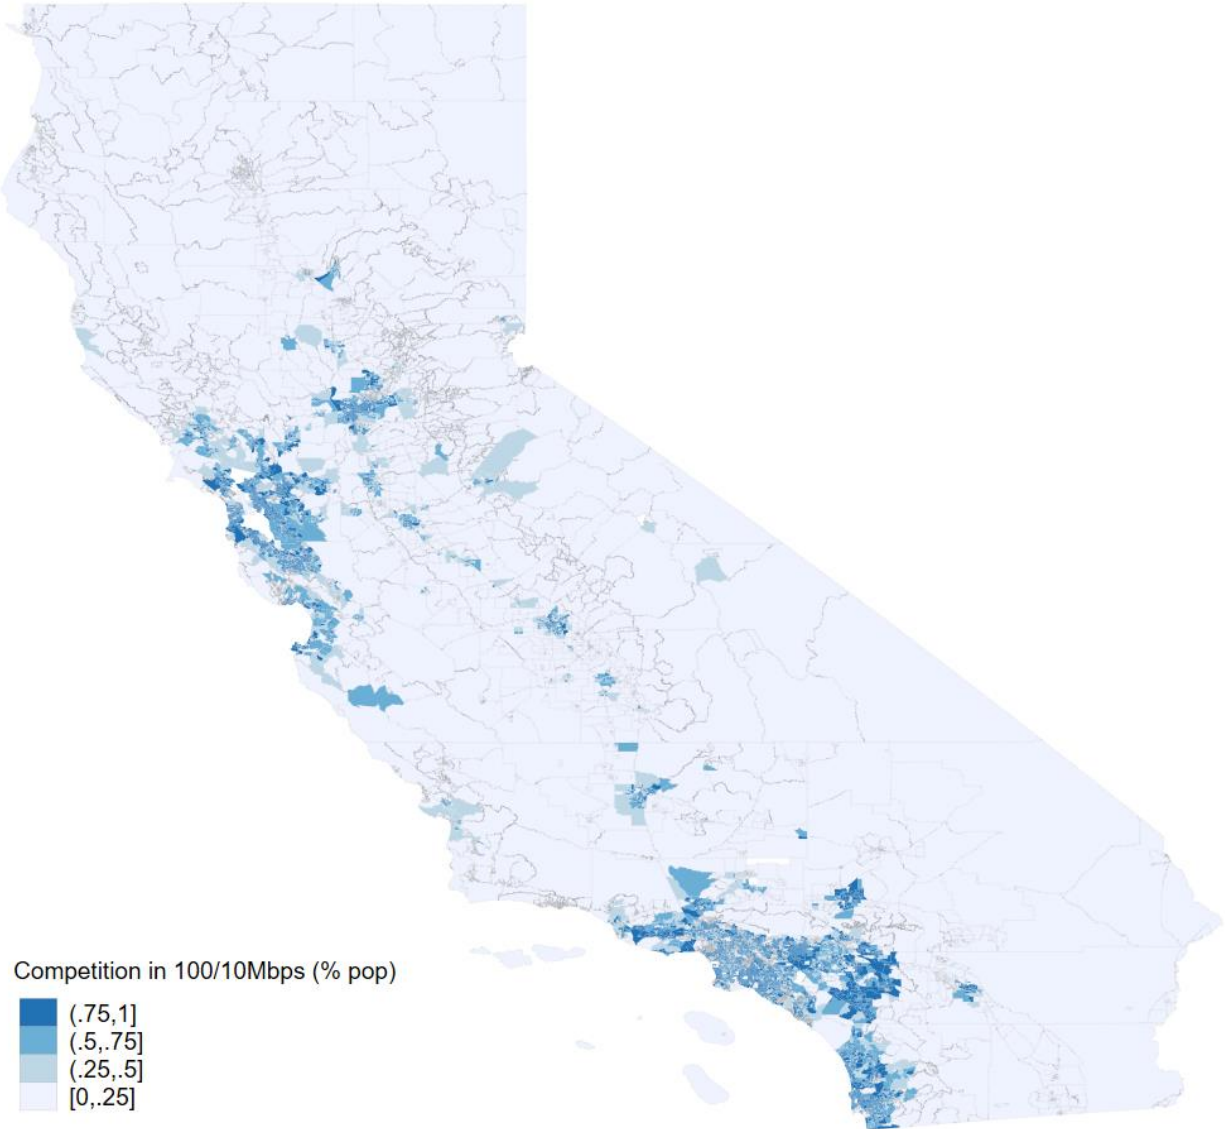 Competition in 100/10Mbps (% pop)
(.75,1]
(.5,.75]
(.25,.5]
[0,.25]